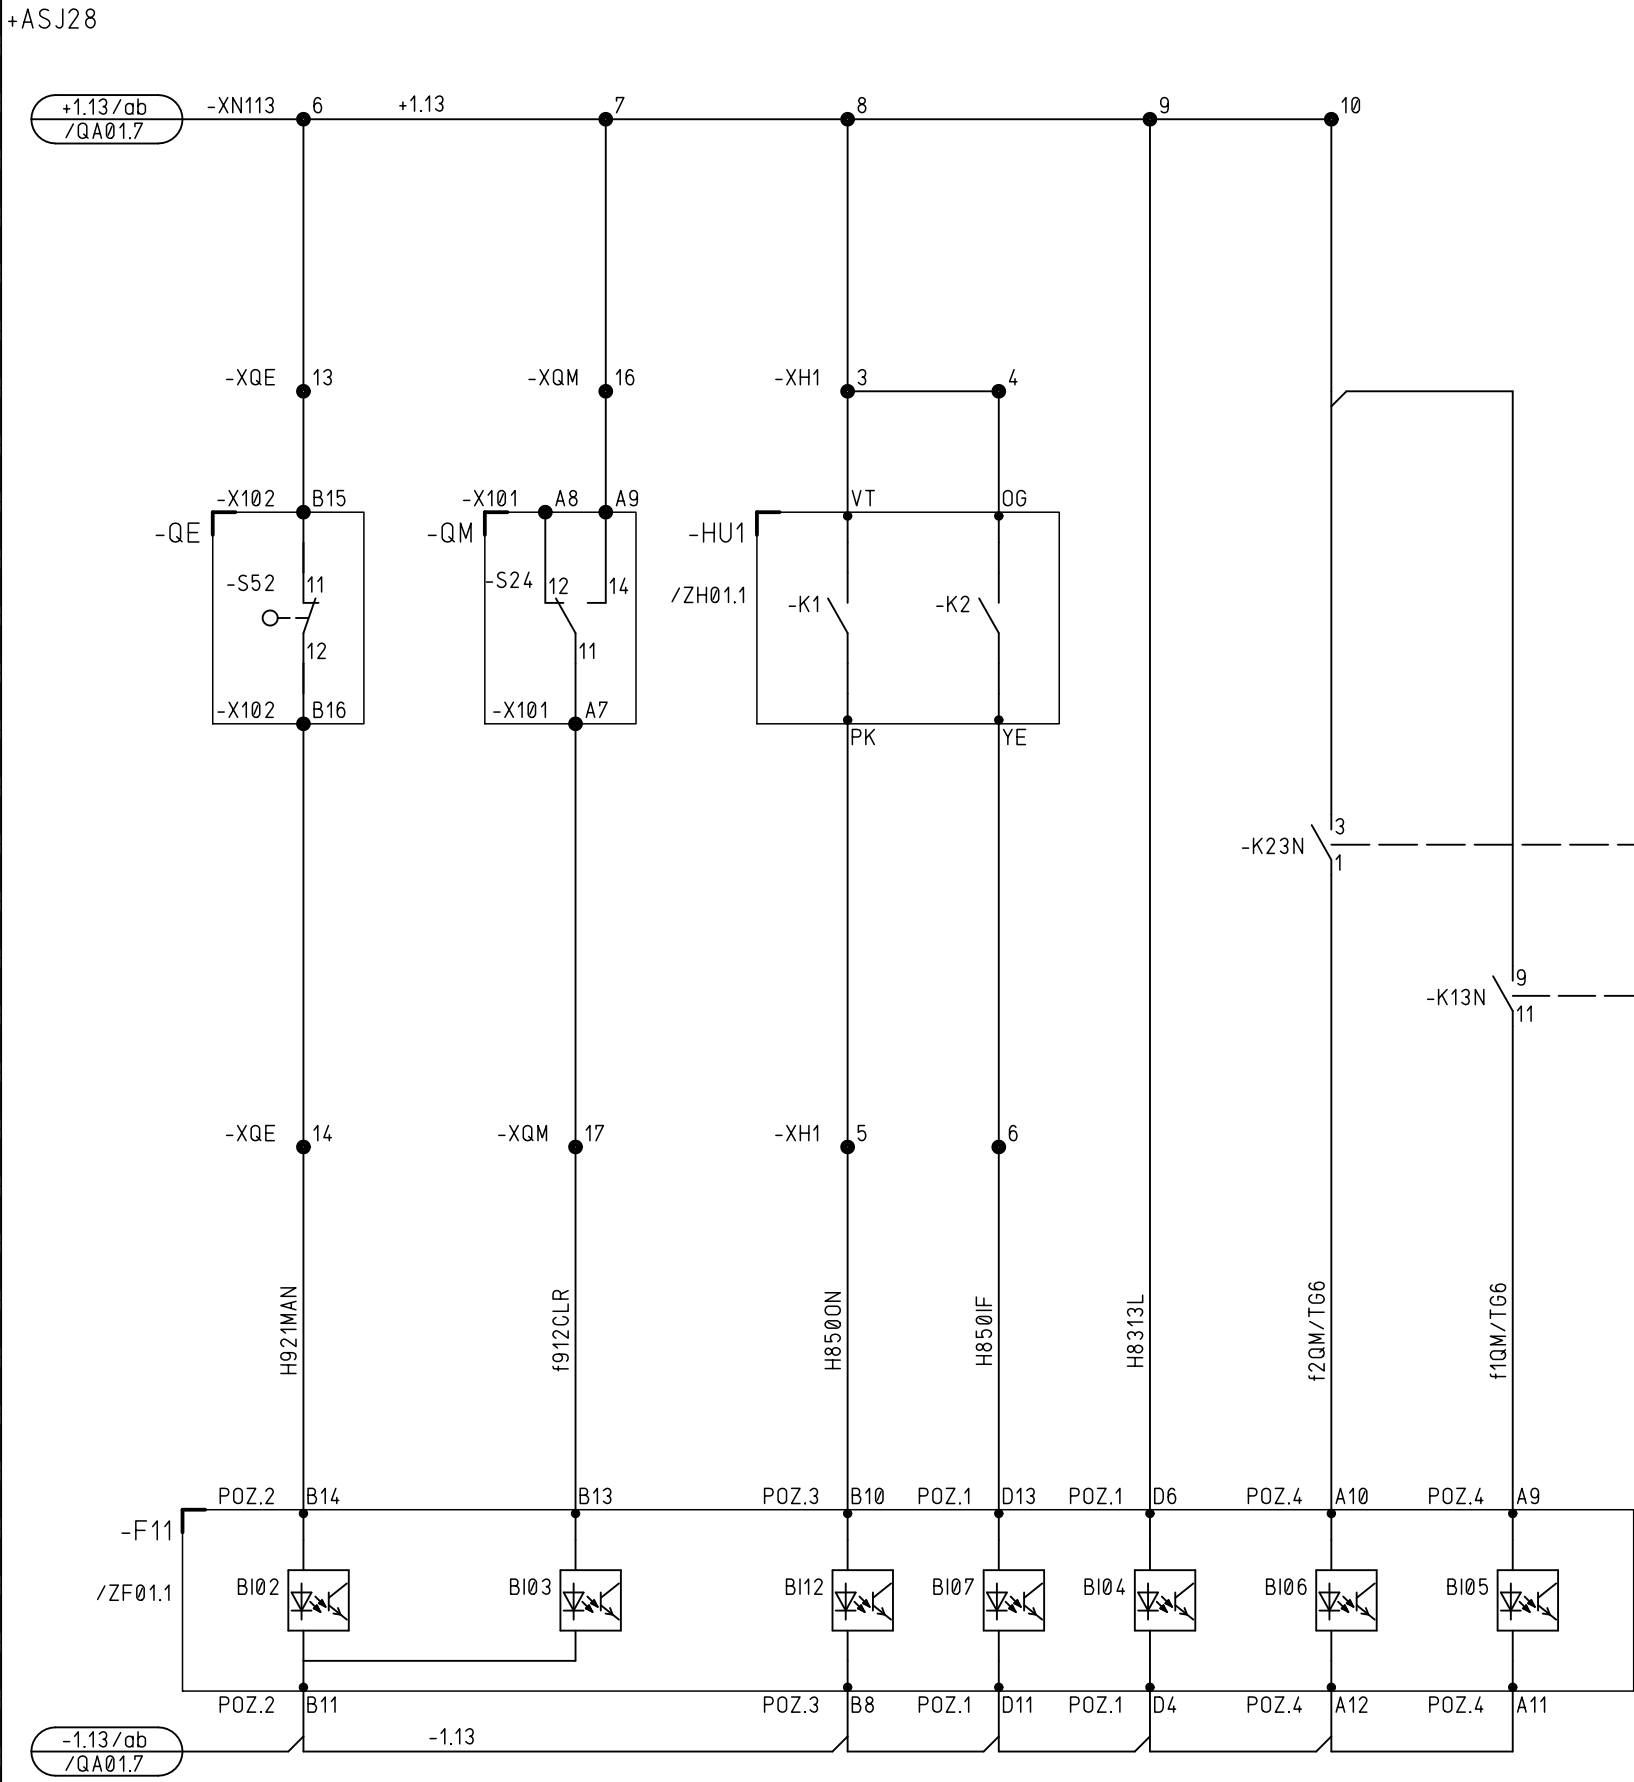 +ASJ28
+1.13/ab
/QA01.7
-XN113 6 +1.13 7 8 9 10
-XQE 13 -XQM 16 -XH1 3 4
-X102 B15 -X101 A8 A9 VT OG
-QE -QM -HU1
-S52 11 -S24 12 14 /ZH01.1 -K1 -K2
12 11
-X102 B16 -X101 A7 PK YE
-K23N 3
1
-K13N 9
11
-XQE 14 -XQM 17 -XH1 5 6
H921MAN f912CLR H850ON H850IF H8313L f2QM/TG6 f1QM/TG6
POZ.2 B14 B13 POZ.3 B10 POZ.1 D13 POZ.1 D6 POZ.4 A10 POZ.4 A9
-F11
/ZF01.1 BI02 BI03 BI12 BI07 BI04 BI06 BI05
POZ.2 B11 POZ.3 B8 POZ.1 D11 POZ.1 D4 POZ.4 A12 POZ.4 A11
-1.13/ab -1.13
/QA01.7